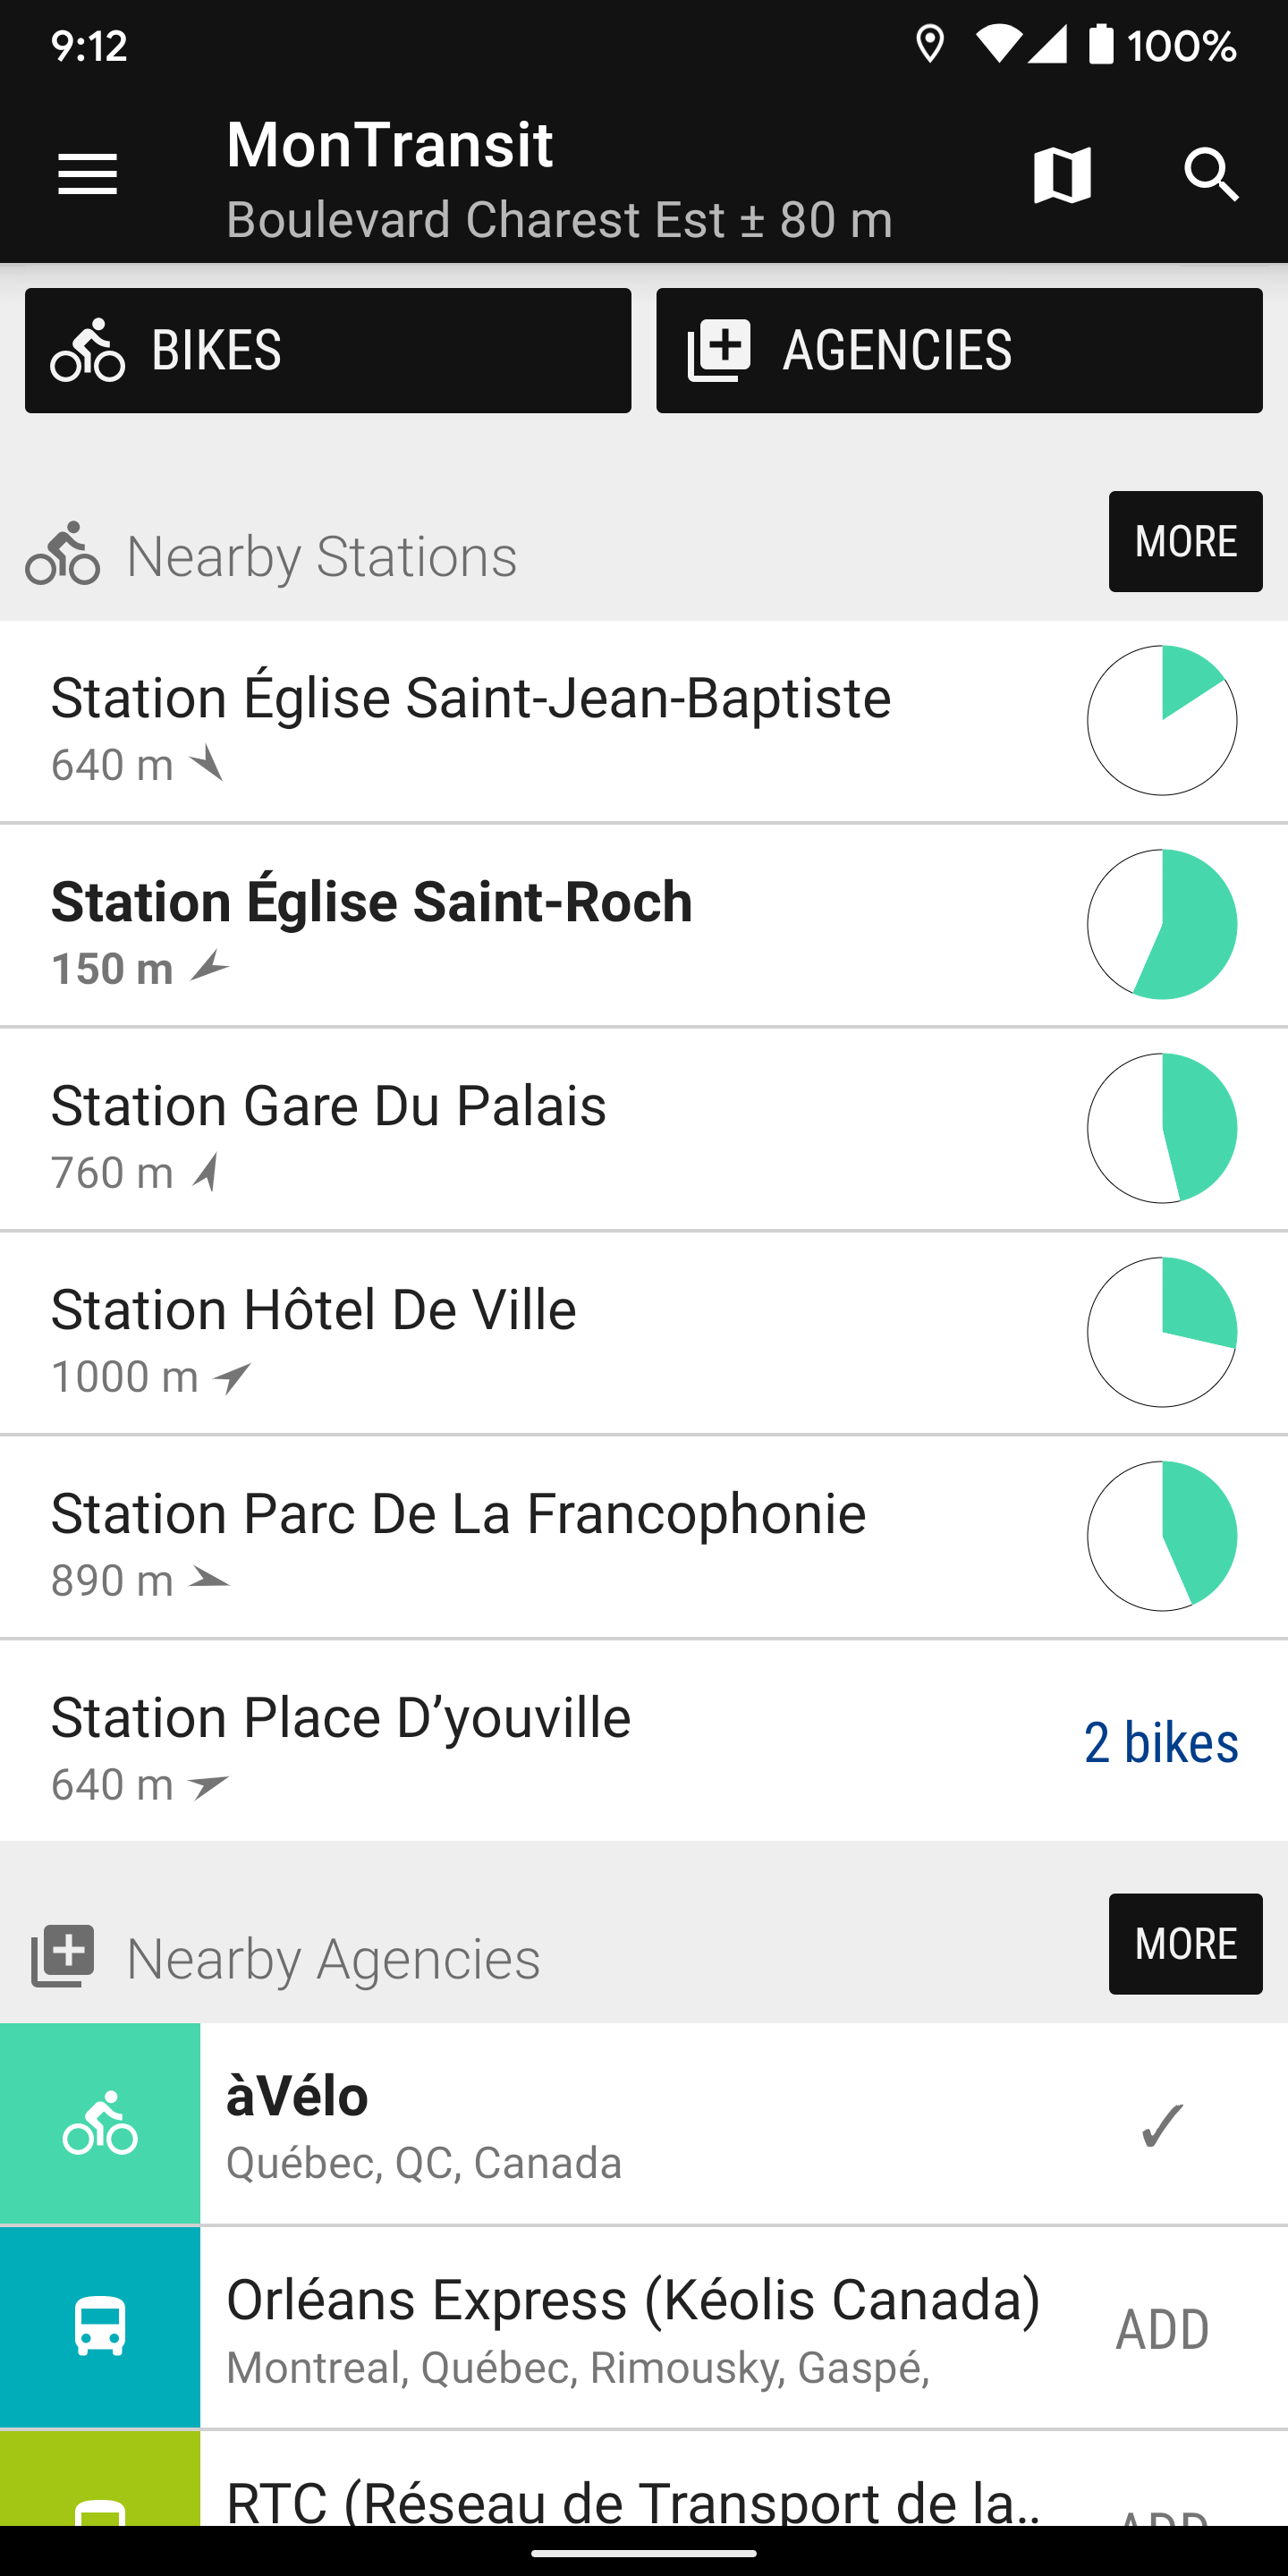 9:12
100%
MonTransit
Boulevard Charest Est ± 80 m
BIKES
AGENCIES
Nearby Stations
MORE
Station Église Saint-Jean-Baptiste
640 m
Station Église Saint-Roch
150 m
Station Gare Du Palais
760 m
Station Hôtel De Ville
1000 m
Station Parc De La Francophonie
890 m
Station Place D’youville
2 bikes
640 m
Nearby Agencies
MORE
àVélo
Québec, QC, Canada
Orléans Express (Kéolis Canada)
ADD
Montreal, Québec, Rimousky, Gaspé,
RTC (Réseau de Transport de la..
ADD